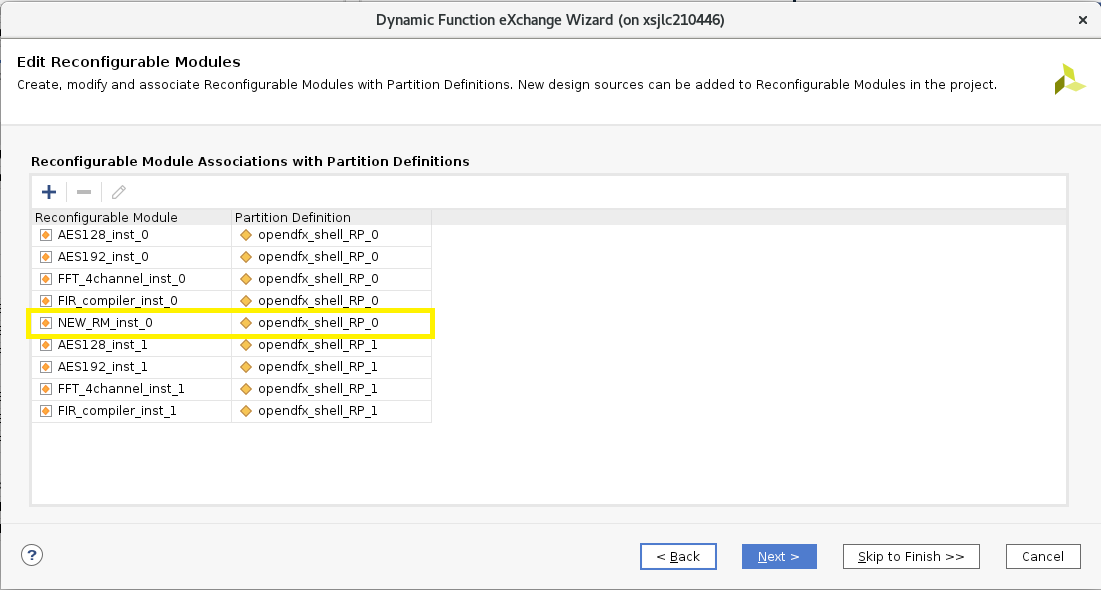 Dynamic Function eXchange Wizard (on xsjlc210446)
Edit Reconfigurable Modules
Create, modify and associate Reconfigurable Modules with Partition Definitions. New design sources can be added to Reconfigurable Modules in the project.
Reconfigurable Module Associations with Partition Definitions
Reconfigurable Module Partition Definition
AES128_inst_0 opendfx_shell_RP_0
AES192_inst_0 opendfx_shell_RP_0
FFT_4channel_inst_0 opendfx_shell_RP_0
FIR_compiler_inst_0 opendfx_shell_RP_0
NEW_RM_inst_0 opendfx_shell_RP_0
AES128_inst_1 opendfx_shell_RP_1
AES192_inst_1 opendfx_shell_RP_1
FFT_4channel_inst_1 opendfx_shell_RP_1
FIR_compiler_inst_1 opendfx_shell_RP_1
? < Back Next > Skip to Finish >> Cancel